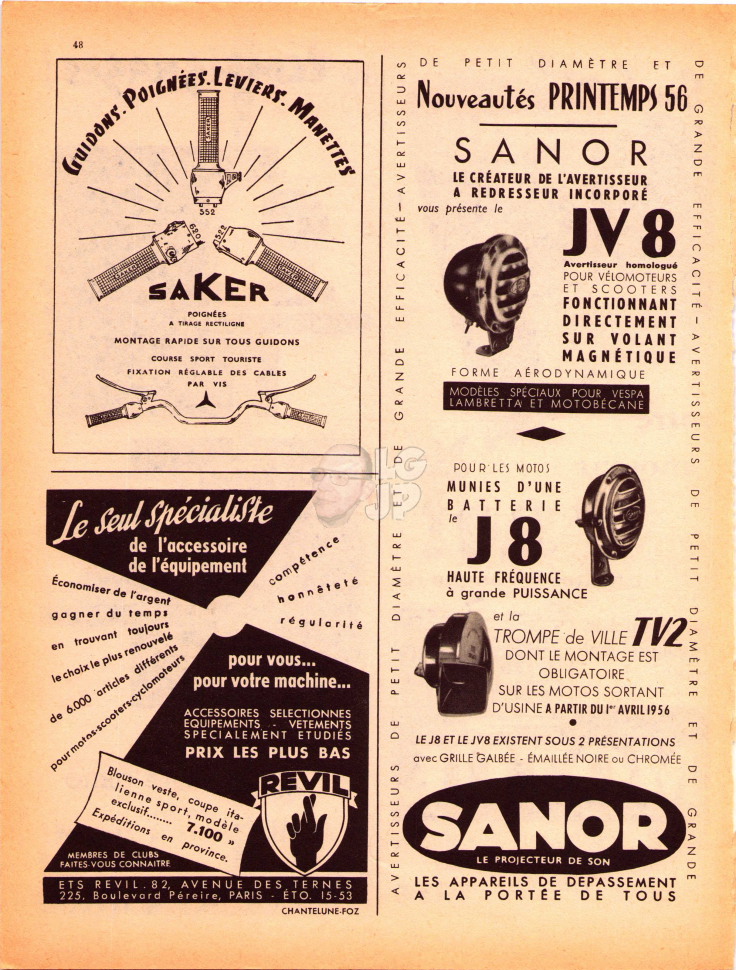 48
GUIDONS. POIGNÉES. LEVIERS. MANETTES
SAKER
552
620
1522
SAKER
POIGNÉES
A TIRAGE RECTILIGNE
MONTAGE RAPIDE SUR TOUS GUIDONS
COURSE SPORT TOURISTE
FIXATION RÉGLABLE DES CABLES
PAR VIS
Le seul spécialiste
de l'accessoire
de l'équipement
Économiser de l'argent
gagner du temps
en trouvant toujours
le choix le plus renouvelé
de 6.000 articles différents
pour motos-scooters-cyclomoteurs
compétence
honnêteté
régularité
pour vous...
pour votre machine...
ACCESSOIRES SELECTIONNES
EQUIPEMENTS - VETEMENTS
SPECIALEMENT ETUDIÉS
PRIX LES PLUS BAS
Blouson veste, coupe ita-
lienne sport, modèle
exclusif........ 7.100 »
Expéditions en province.
REVIL
MEMBRES DE CLUBS
FAITES-VOUS CONNAITRE
ETS REVIL. 82, AVENUE DES TERNES
225, Boulevard Péreire, PARIS - ÉTO. 15-53
CHANTELUNE-FOZ
LG
JP
AVERTISSEURS DE PETIT DIAMÈTRE ET DE GRANDE EFFICACITÉ - AVERTISSEURS
DE PETIT DIAMÈTRE ET
DE GRANDE EFFICACITÉ - AVERTISSEURS DE PETIT DIAMÈTRE ET DE GRANDE
Nouveautés PRINTEMPS 56
SANOR
LE CRÉATEUR DE L'AVERTISSEUR
A REDRESSEUR INCORPORÉ
vous présente le
JV8
Avertisseur homologué
POUR VÉLOMOTEURS
ET SCOOTERS
FONCTIONNANT
DIRECTEMENT
SUR VOLANT
MAGNÉTIQUE
FORME AÉRODYNAMIQUE
MODÈLES SPÉCIAUX POUR VESPA
LAMBRETTA ET MOTOBÉCANE
POUR LES MOTOS
MUNIES D'UNE
BATTERIE
le
J8
HAUTE FRÉQUENCE
à grande PUISSANCE
et la
TROMPE de VILLE TV2
DONT LE MONTAGE EST
OBLIGATOIRE
SUR LES MOTOS SORTANT
D'USINE A PARTIR DU 1er AVRIL 1956
LE J8 ET LE JV8 EXISTENT SOUS 2 PRÉSENTATIONS
avec GRILLE GALBÉE - ÉMAILLÉE NOIRE ou CHROMÉE
SANOR
LE PROJECTEUR DE SON
LES APPAREILS DE DEPASSEMENT
A LA PORTÉE DE TOUS